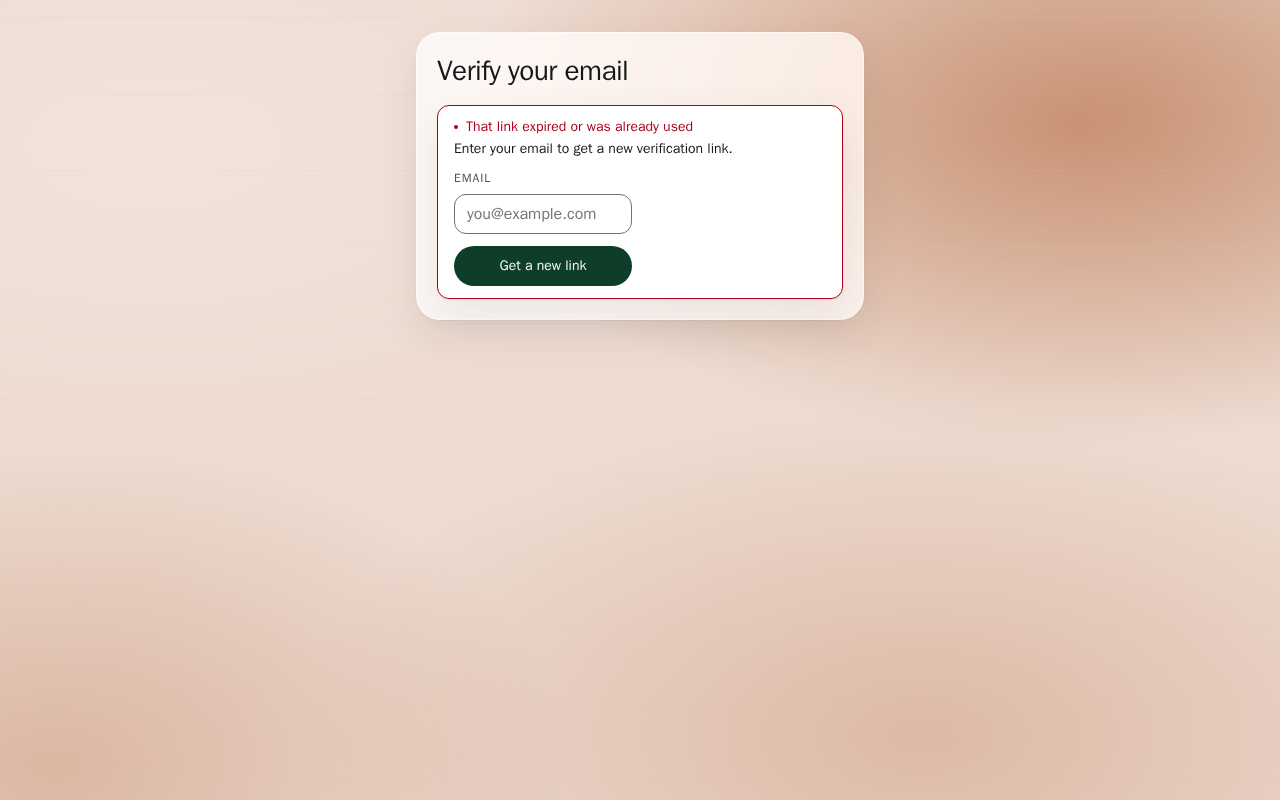 Verify your email
• That link expired or was already used
Enter your email to get a new verification link.
EMAIL
you@example.com
Get a new link